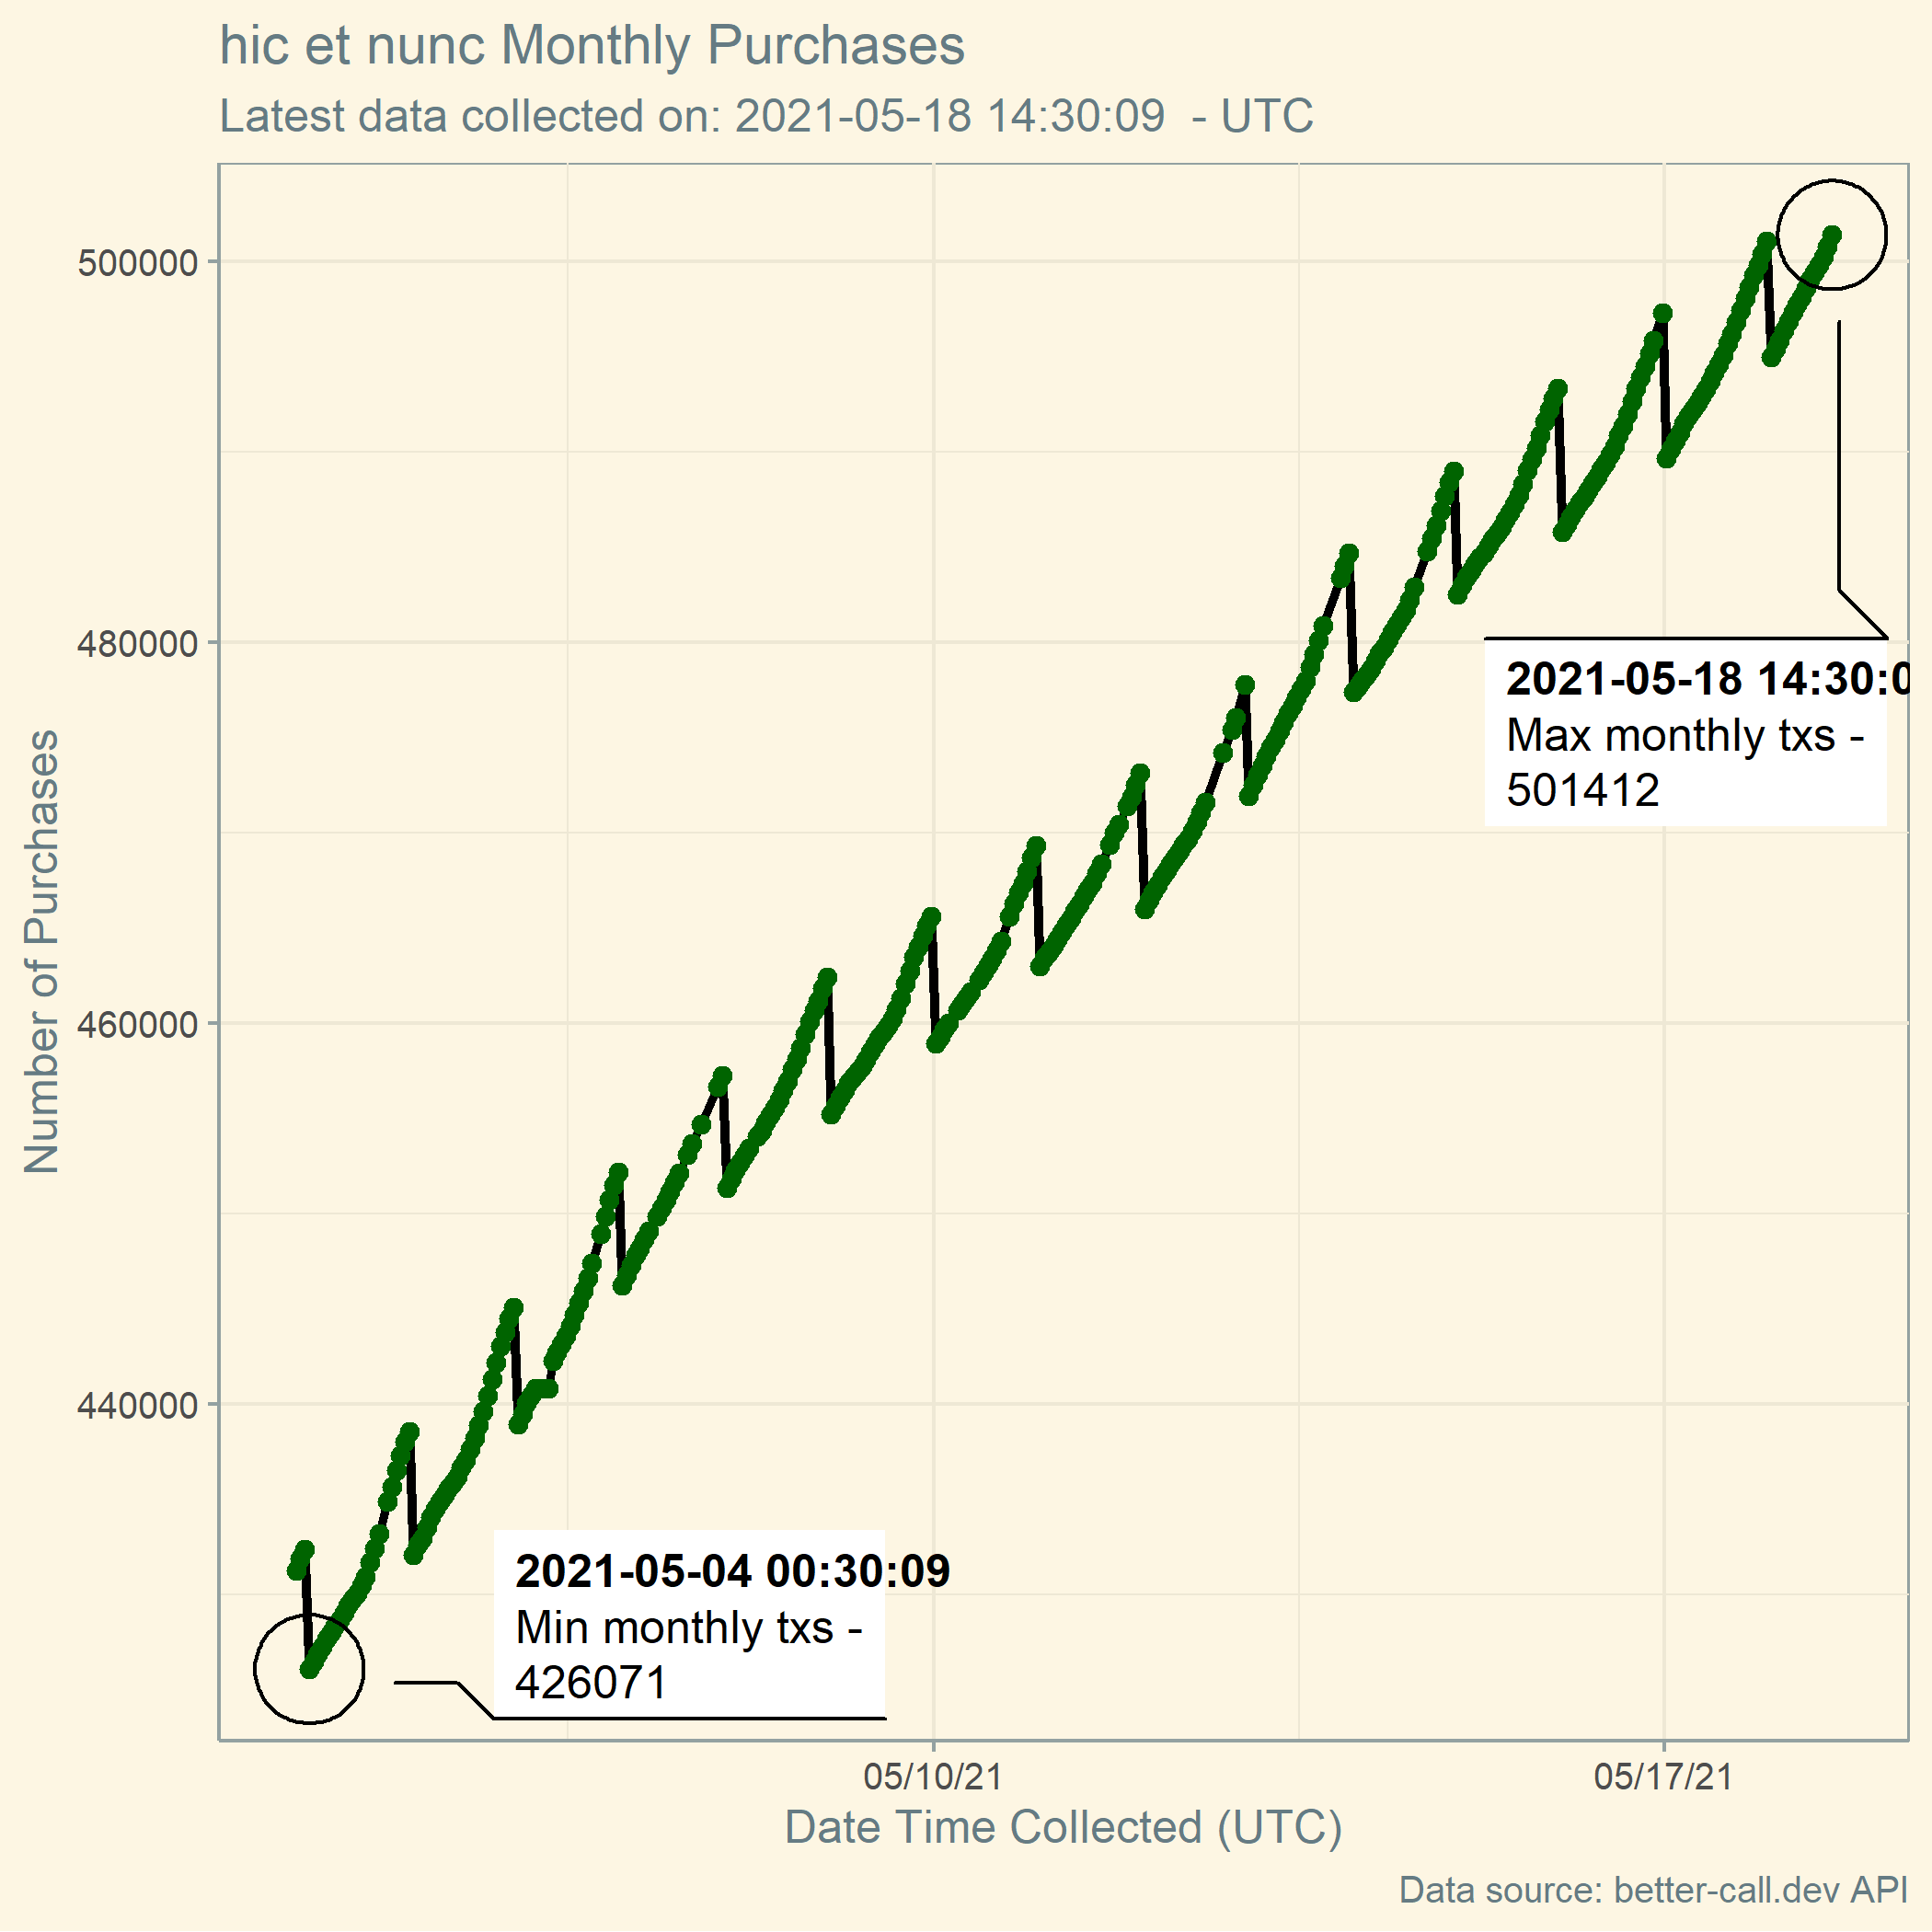 hic et nunc Monthly Purchases
Latest data collected on: 2021-05-18 14:30:09 - UTC
Number of Purchases
500000
480000
460000
440000
2021-05-18 14:30:0
Max monthly txs -
501412
2021-05-04 00:30:09
Min monthly txs -
426071
05/10/21
05/17/21
Date Time Collected (UTC)
Data source: better-call.dev API